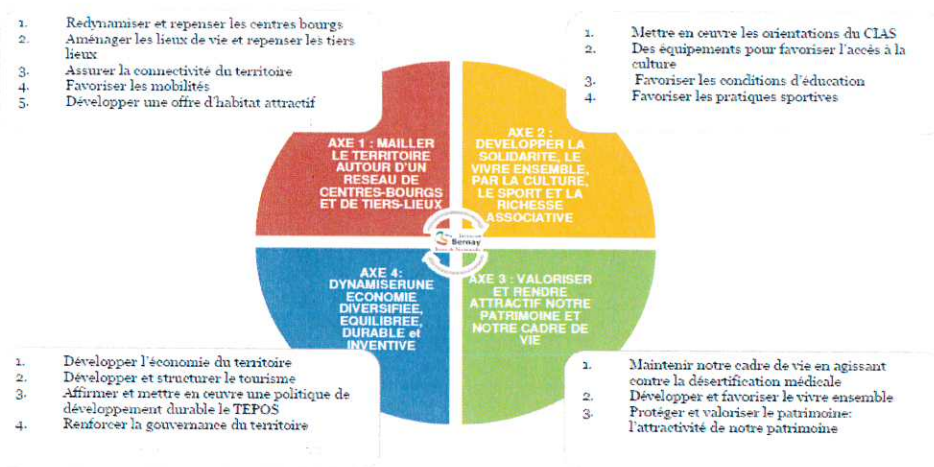 1. Redynamiser et repenser les centres bourgs
2. Aménager les lieux de vie et repenser les tiers
lieux
3. Assurer la connectivité du territoire
4. Favoriser les mobilités
5. Développer une offre d'habitat attractif
1. Mettre en œuvre les orientations du CIAS
2. Des équipements pour favoriser l'accès à la
culture
3. Favoriser les conditions d'éducation
4. Favoriser les pratiques sportives
AXE 1 : MAILLER
LE TERRITOIRE
AUTOUR D'UN
RESEAU DE
CENTRES-BOURGS
ET DE TIERS-LIEUX
AXE 2 :
DEVELOPPER LA
SOLIDARITE, LE
VIVRE ENSEMBLE,
PAR LA CULTURE,
LE SPORT ET LA
RICHESSE
ASSOCIATIVE
Bernay
AXE 4:
DYNAMISERUNE
ECONOMIE
DIVERSIFIEE,
EQUILIBREE,
DURABLE et
INVENTIVE
AXE 3 : VALORISER
ET RENDRE
ATTRACTIF NOTRE
PATRIMOINE ET
NOTRE CADRE DE
VIE
1. Développer l'économie du territoire
2. Développer et structurer le tourisme
3. Affirmer et mettre en œuvre une politique de
développement durable le TEPOS
4. Renforcer la gouvernance du territoire
1. Maintenir notre cadre de vie en agissant
contre la désertification médicale
2. Développer et favoriser le vivre ensemble
3. Protéger et valoriser le patrimoine:
l'attractivité de notre patrimoine